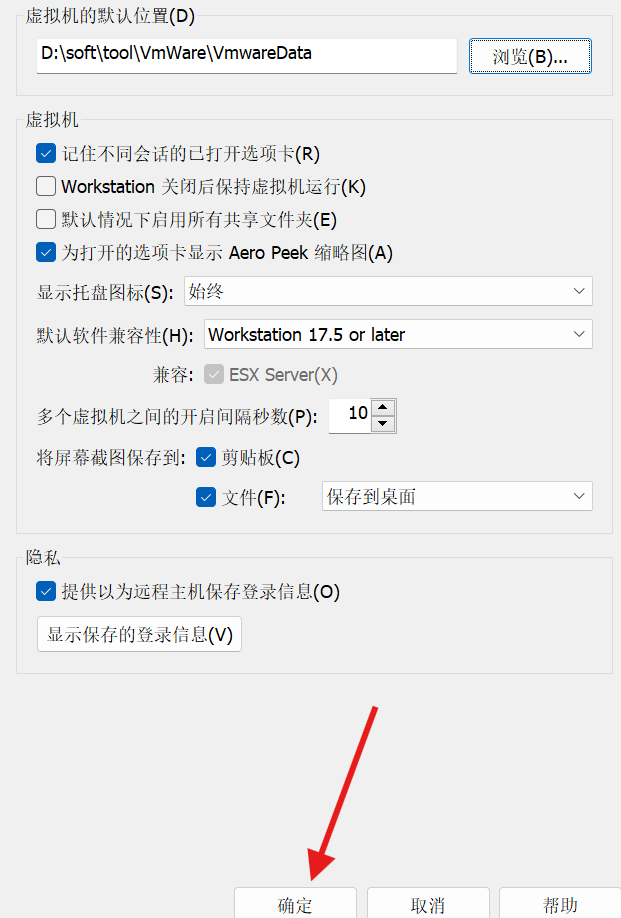 虚拟机的默认位置(D)
D:\soft\tool\VmWare\VmwareData
浏览(B)...
虚拟机
记住不同会话的已打开选项卡(R)
Workstation 关闭后保持虚拟机运行(K)
默认情况下启用所有共享文件夹(E)
为打开的选项卡显示 Aero Peek 缩略图(A)
显示托盘图标(S): 始终
默认软件兼容性(H): Workstation 17.5 or later
兼容: ESX Server(X)
多个虚拟机之间的开启间隔秒数(P): 10
将屏幕截图保存到: 剪贴板(C)
文件(F): 保存到桌面
隐私
提供以为远程主机保存登录信息(O)
显示保存的登录信息(V)
确定 取消 帮助